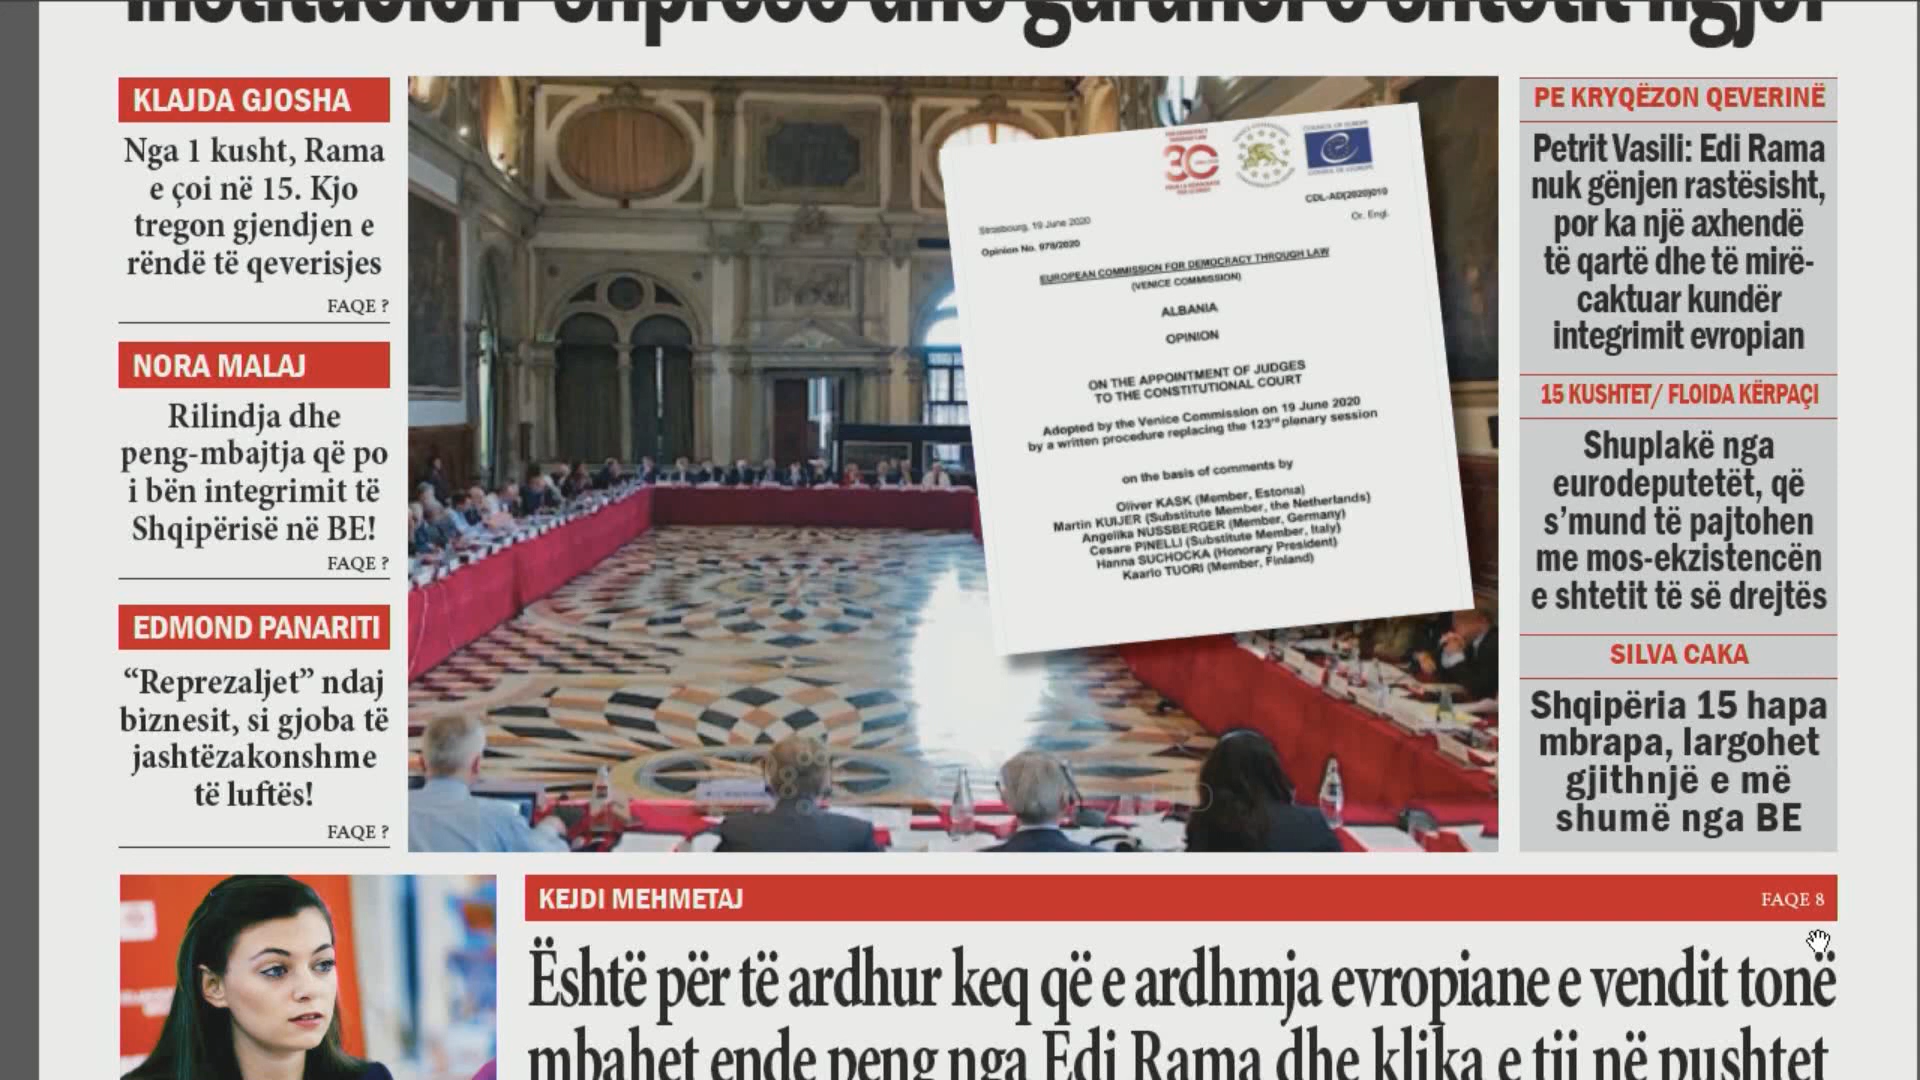 KLAJDA GJOSHA
Nga 1 kusht, Rama
e çoi në 15. Kjo
tregon gjendjen e
rëndë të qeverisjes
FAQE ?
NORA MALAJ
Rilindja dhe
peng-mbajtja që po
i bën integrimit të
Shqipërisë në BE!
FAQE ?
EDMOND PANARITI
“Reprezaljet” ndaj
biznesit, si gjoba të
jashtëzakonshme
të luftës!
FAQE ?
30
COUNCIL OF EUROPE
CDL-AD(2020)010
Strasbourg, 19 June 2020
Or. Engl.
Opinion No. 978/2020
EUROPEAN COMMISSION FOR DEMOCRACY THROUGH LAW
(VENICE COMMISSION)
ALBANIA
OPINION
ON THE APPOINTMENT OF JUDGES
TO THE CONSTITUTIONAL COURT
Adopted by the Venice Commission on 19 June 2020
by a written procedure replacing the 123rd plenary session
on the basis of comments by
Oliver KASK (Member, Estonia)
Martin KUIJER (Substitute Member, the Netherlands)
Angelika NUSSBERGER (Member, Germany)
Cesare PINELLI (Substitute Member, Italy)
Hanna SUCHOCKA (Honorary President)
Kaarlo TUORI (Member, Finland)
PE KRYQËZON QEVERINË
Petrit Vasili: Edi Rama
nuk gënjen rastësisht,
por ka një axhendë
të qartë dhe të mirë-
caktuar kundër
integrimit evropian
15 KUSHTET/ FLOIDA KËRPAÇI
Shuplakë nga
eurodeputetët, që
s’mund të pajtohen
me mos-ekzistencën
e shtetit të së drejtës
SILVA CAKA
Shqipëria 15 hapa
mbrapa, largohet
gjithnjë e më
shumë nga BE
KEJDI MEHMETAJ
FAQE 8
Është për të ardhur keq që e ardhmja evropiane e vendit tonë
mbahet ende peng nga Edi Rama dhe klika e tij në pushtet